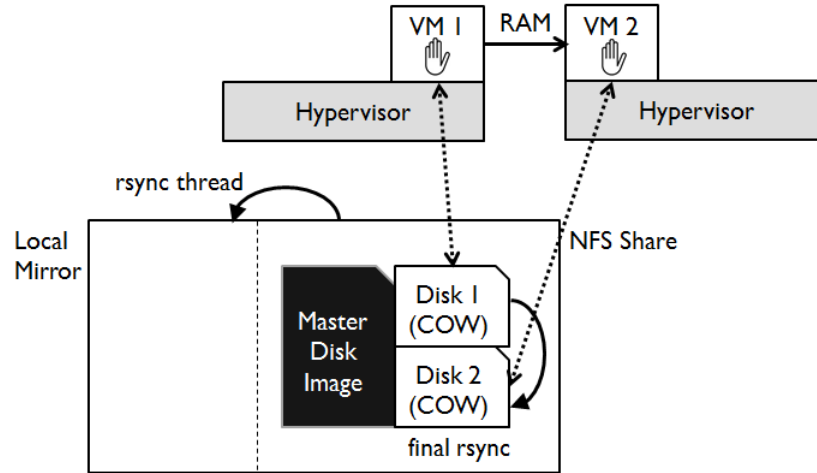 VM 1
RAM
VM 2
Hypervisor
Hypervisor
rsync thread
Local
Mirror
NFS Share
Master
Disk
Image
Disk 1
(COW)
Disk 2
(COW)
final rsync